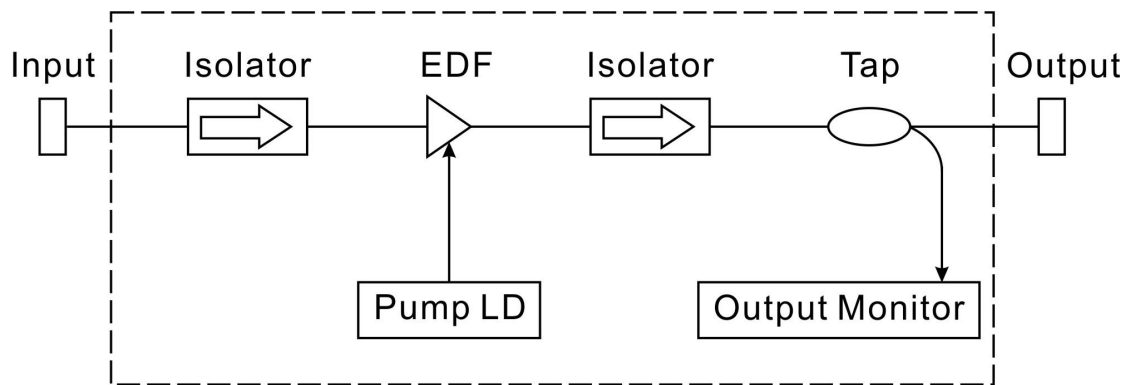 Input
Isolator
EDF
Isolator
Tap
Output
Pump LD
Output Monitor